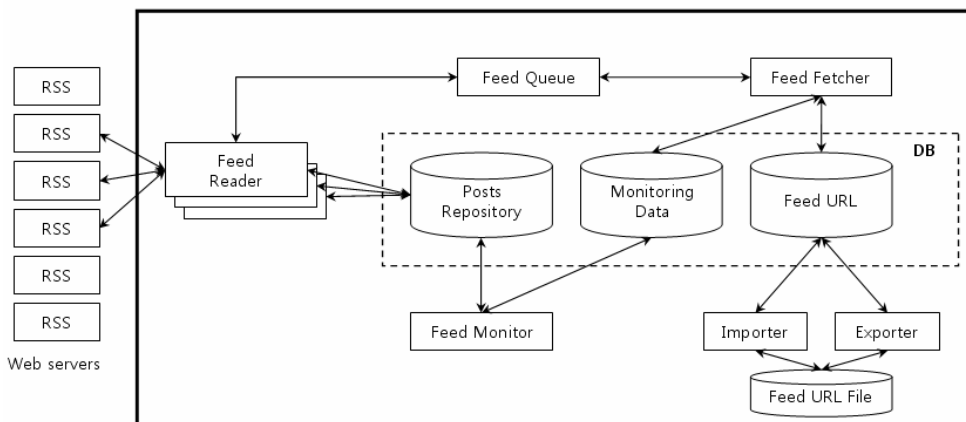 Feed Queue
Feed Fetcher
RSS
RSS
RSS
RSS
RSS
RSS
Web servers
Feed
Reader
DB
Posts
Repository
Monitoring
Data
Feed URL
Feed Monitor
Importer
Exporter
Feed URL File